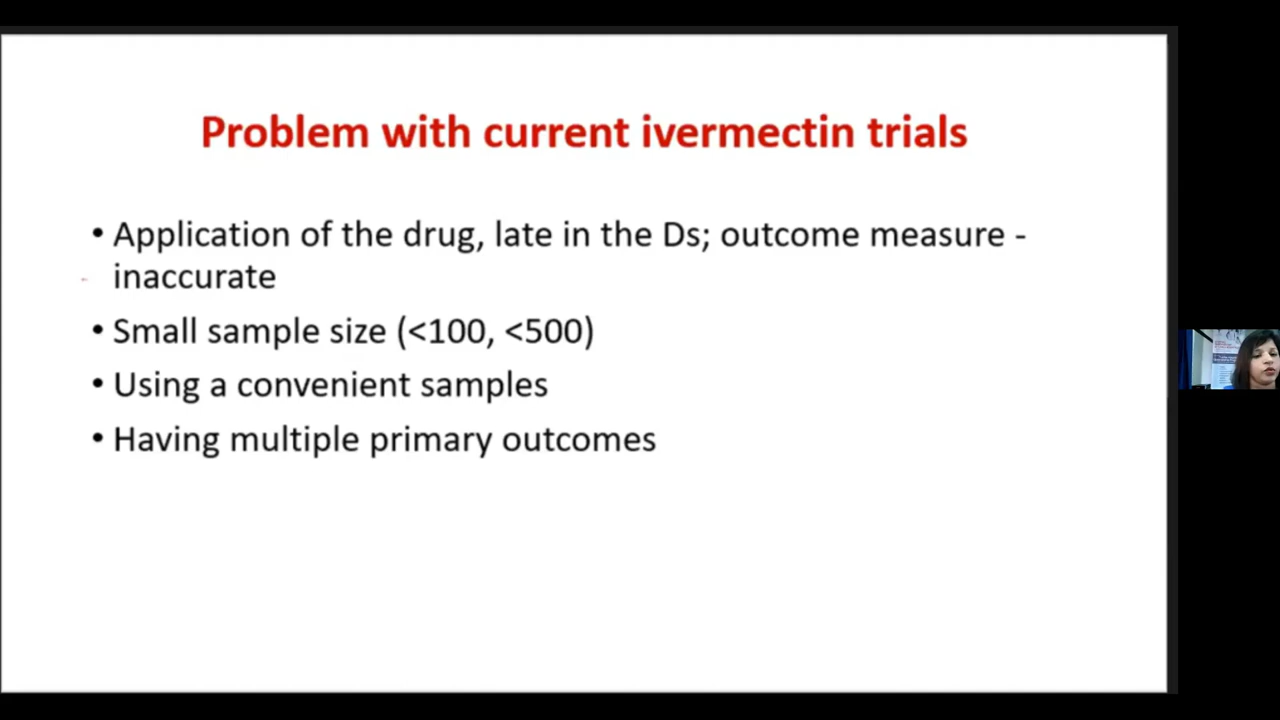 Problem with current ivermectin trials
• Application of the drug, late in the Ds; outcome measure -
inaccurate
• Small sample size (<100, <500)
• Using a convenient samples
• Having multiple primary outcomes